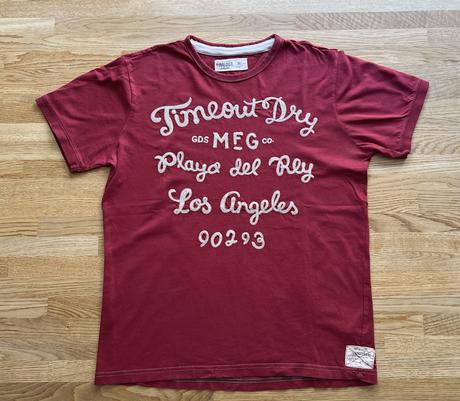 Timeout Dry
GDS MFG CO.
Playa del Rey
Los Angeles
90293